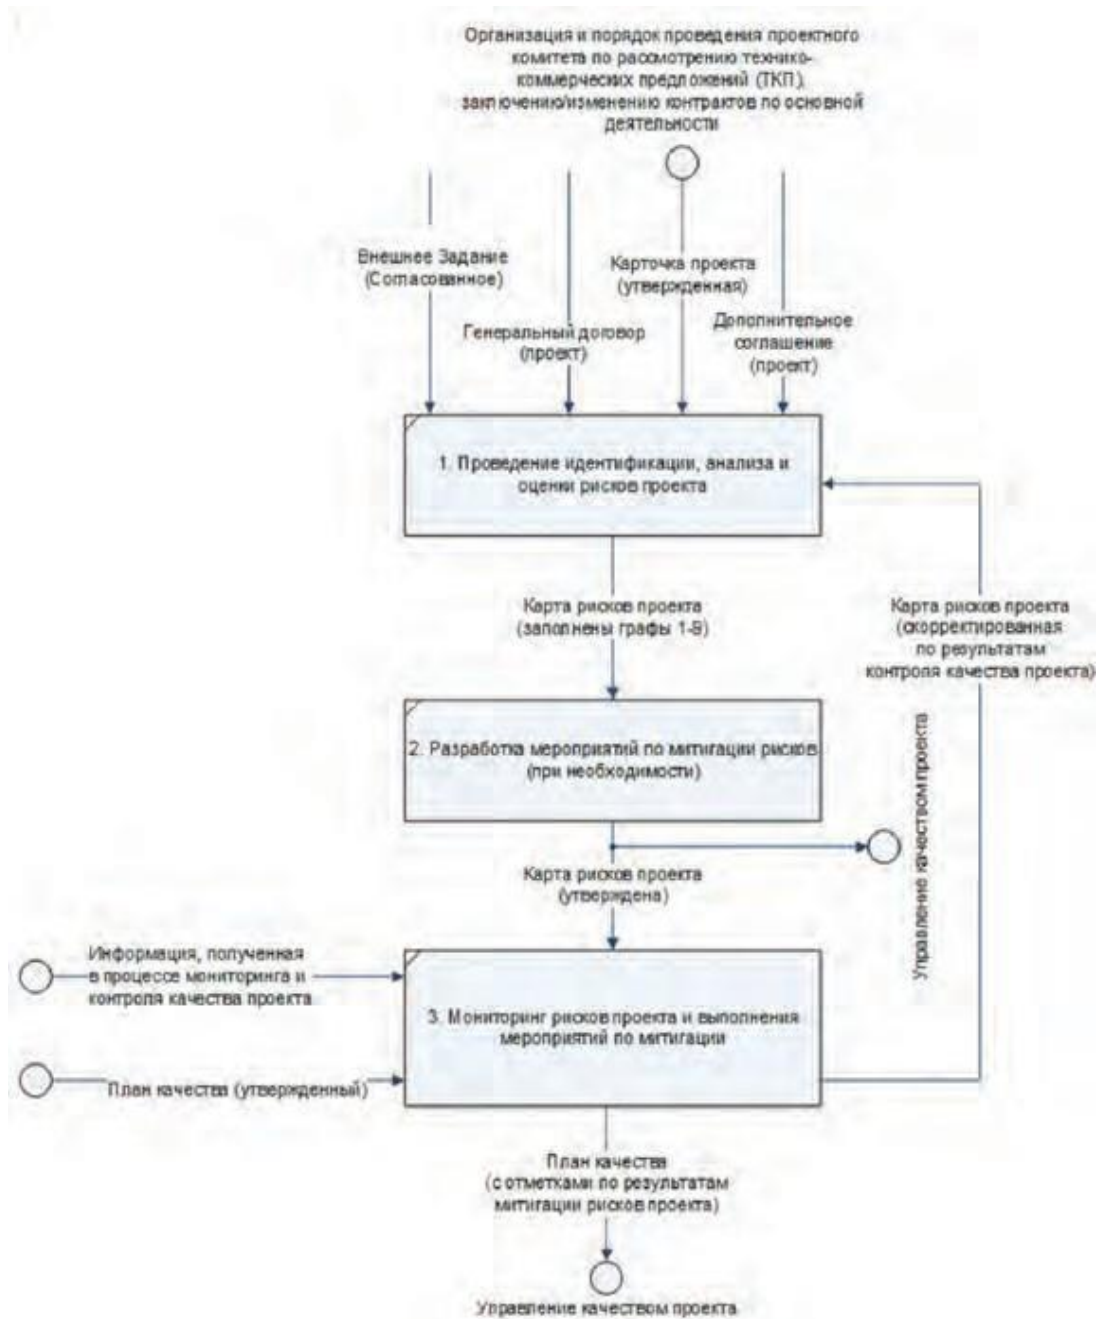 Организация и порядок проведения проектного
комитета по рассмотрению технико-
коммерческих предложений (ТКП),
заключению/изменению контрактов по основной
деятельности
Внешнее Задание
(Согласованное)
Генеральный договор
(проект)
Карточка проекта
(утвержденная)
Дополнительное
соглашение
(проект)
1. Проведение идентификации, анализа и
оценки рисков проекта
Карта рисков проекта
(заполнены графы 1-9)
Карта рисков проекта
(скорректированная
по результатам
контроля качества проекта)
2. Разработка мероприятий по митигации рисков
(при необходимости)
Управление качеством проекта
Карта рисков проекта
(утверждена)
Информация, полученная
в процессе мониторинга и
контроля качества проекта
3. Мониторинг рисков проекта и выполнения
мероприятий по митигации
План качества (утвержденный)
План качества
(с отметками по результатам
митигации рисков проекта)
Управление качеством проекта